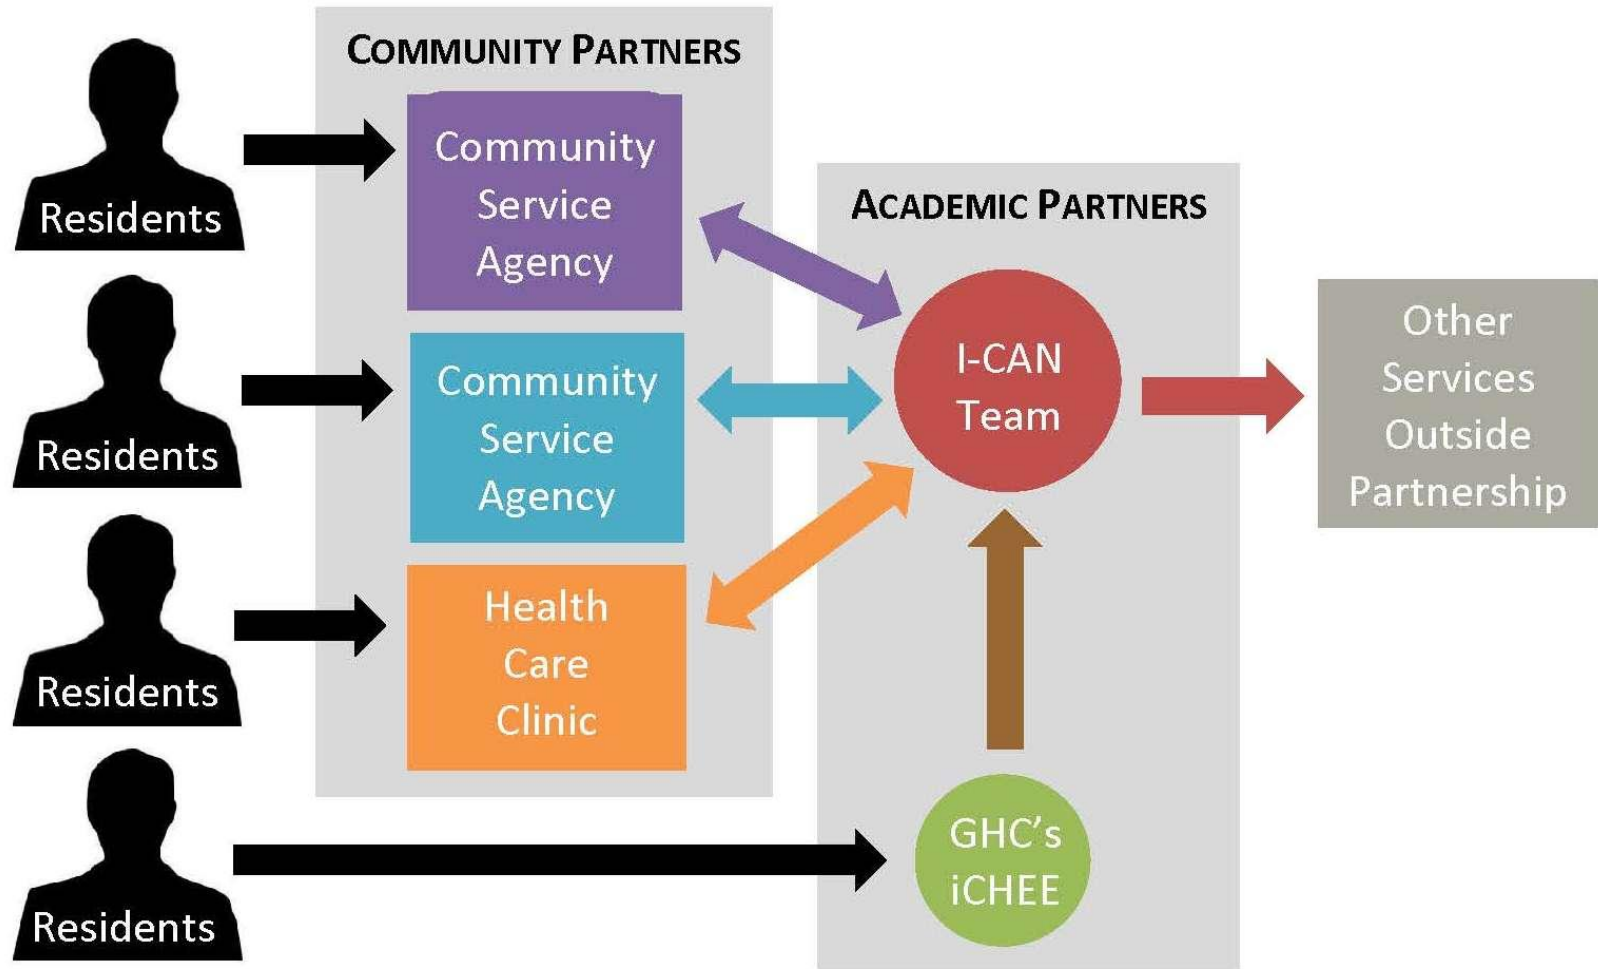 COMMUNITY PARTNERS
Residents
Community
Service
Agency
Residents
Community
Service
Agency
Residents
Health
Care
Clinic
Residents
ACADEMIC PARTNERS
I-CAN
Team
GHC's
iCHEE
Other
Services
Outside
Partnership